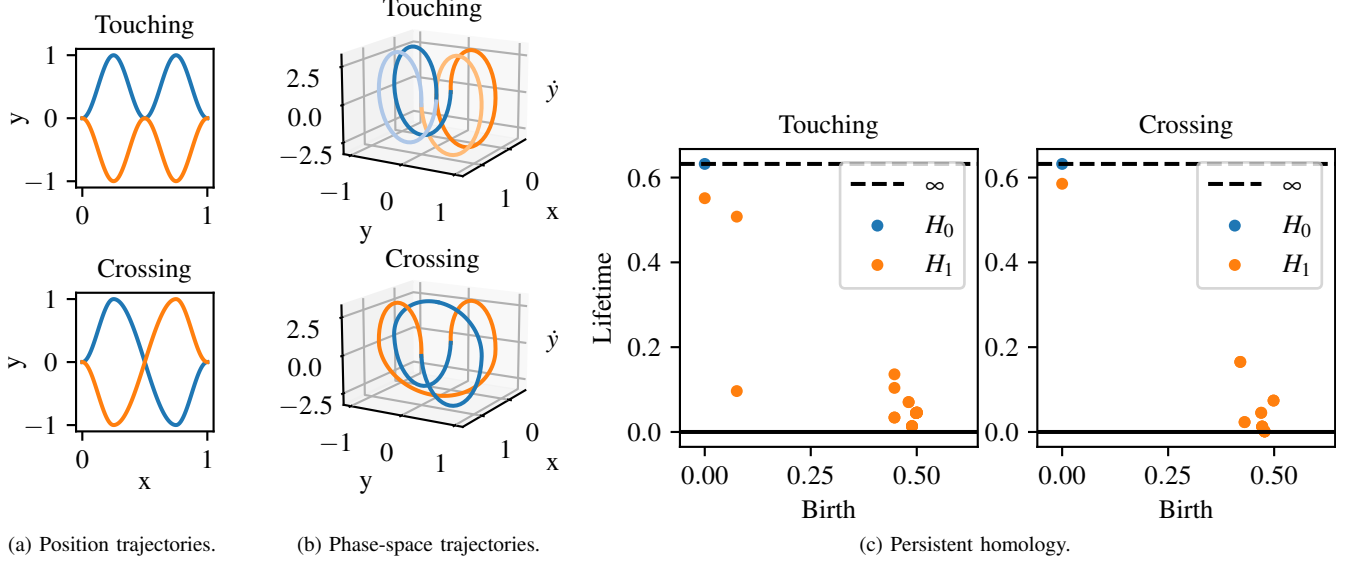 Touching
y
1
0
−1
0
1
Crossing
y
1
0
−1
0
1
x
(a) Position trajectories.
Touching
2.5
0.0
−2.5
ẏ
−1
0
1
y
1
0
x
Crossing
2.5
0.0
−2.5
ẏ
−1
0
1
y
1
0
x
(b) Phase-space trajectories.
Touching
Lifetime
0.6
0.4
0.2
0.0
∞
H₀
H₁
0.00
0.25
0.50
Birth
Crossing
0.6
0.4
0.2
0.0
∞
H₀
H₁
0.00
0.25
0.50
Birth
(c) Persistent homology.